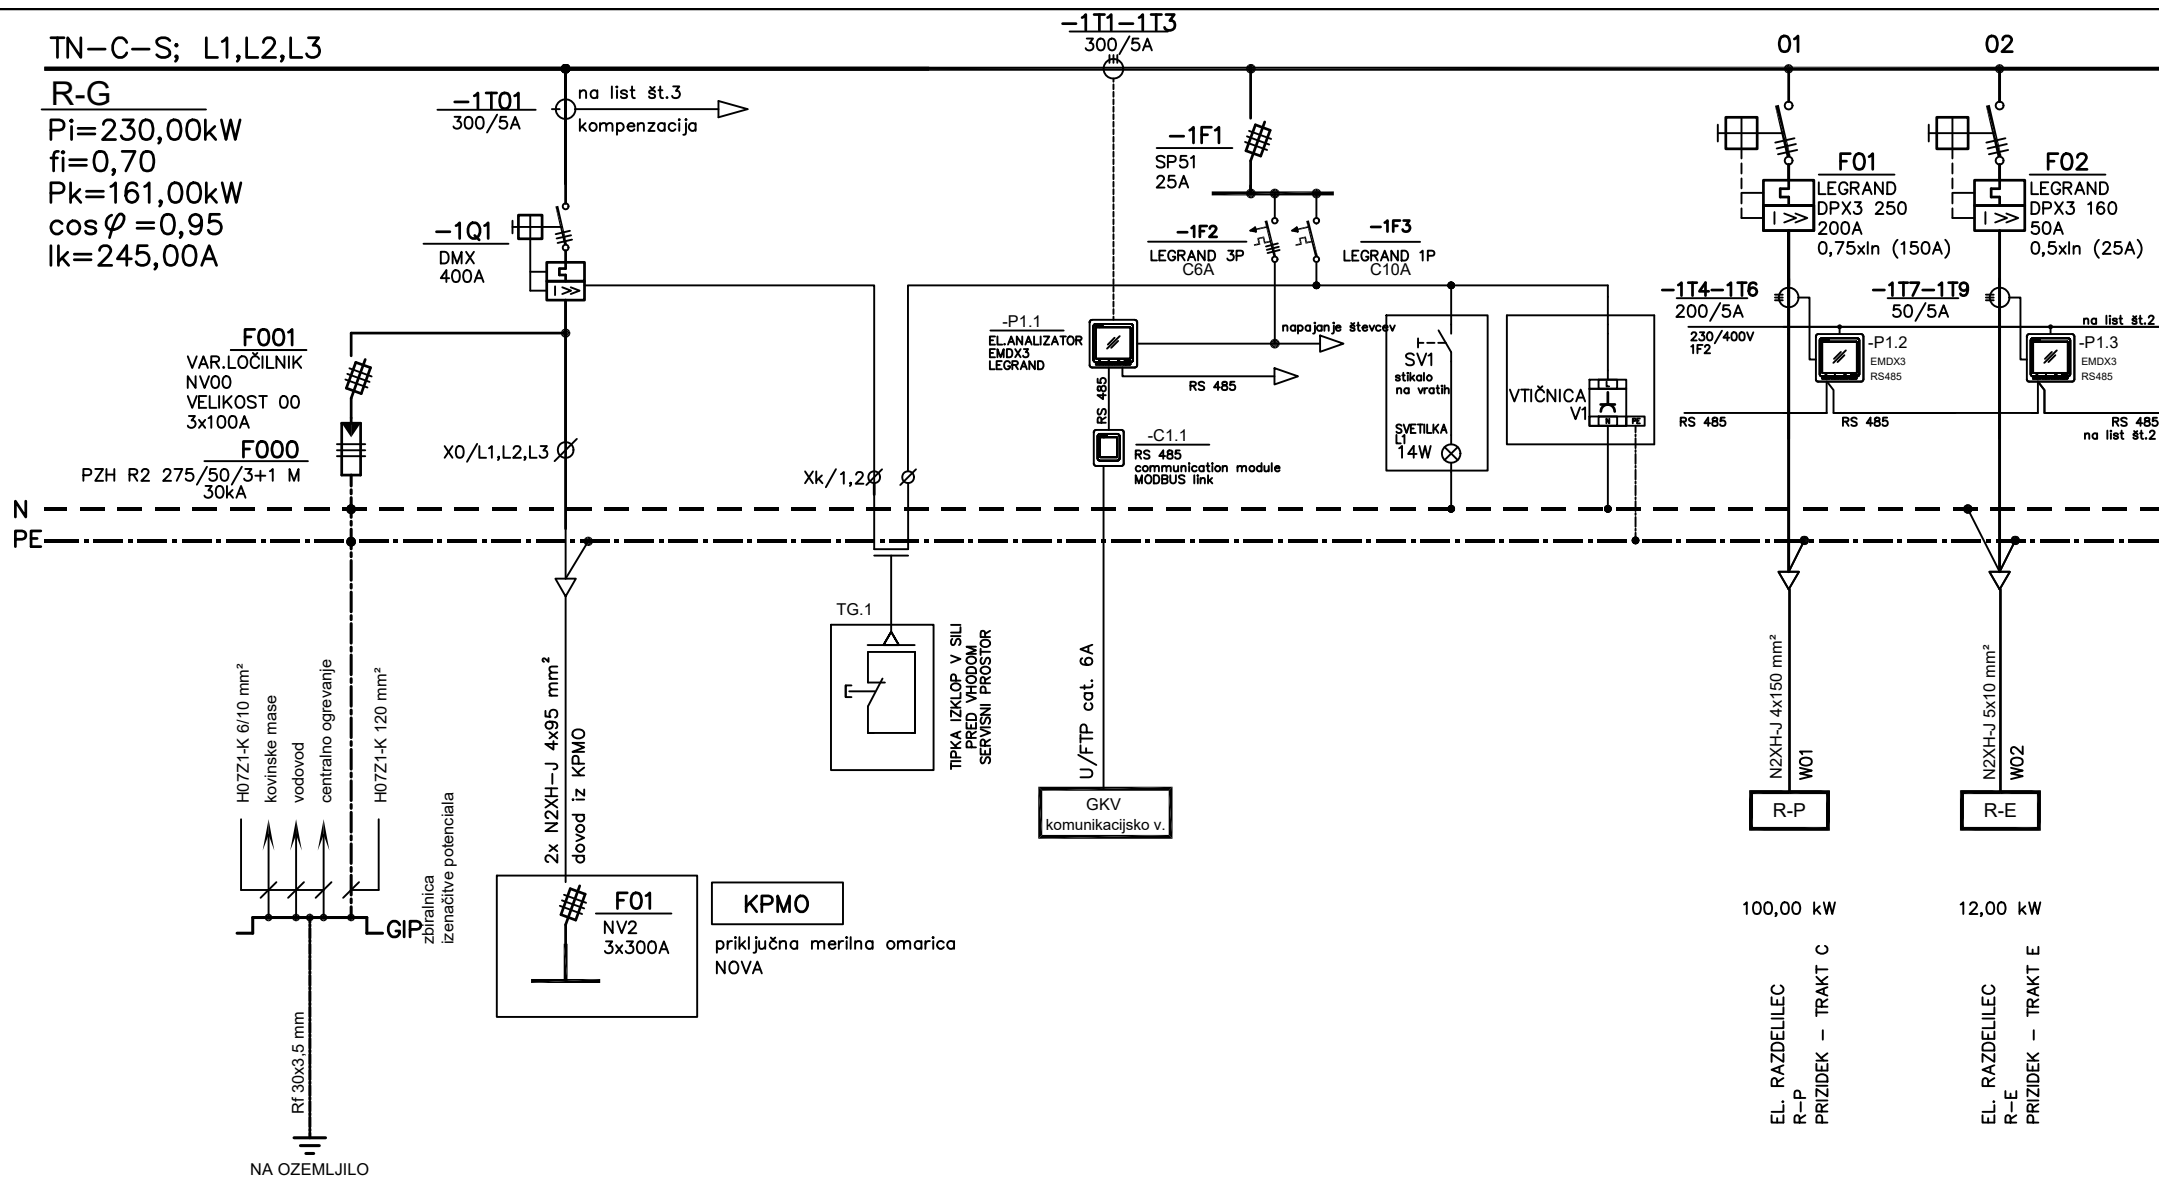 TN-C-S; L1,L2,L3
R-G
Pi=230,00kW
fi=0,70
Pk=161,00kW
cosφ=0,95
Ik=245,00A
-1T01
300/5A
na list št.3
kompenzacija
-1Q1
DMX
400A
I >>
F001
VAR.LOČILNIK
NV00
VELIKOST 00
3x100A
F000
PZH R2 275/50/3+1 M
30kA
X0/L1,L2,L3
Xk/1,2
-1T1-1T3
300/5A
-1F1
SP51
25A
-1F2
LEGRAND 3P
C6A
-1F3
LEGRAND 1P
C10A
-P1.1
EL.ANALIZATOR
EMDX3
LEGRAND
napajanje števcev
RS 485
RS 485
-C1.1
RS 485
communication module
MODBUS link
SV1
stikalo
na vratih
SVETILKA
L1
14W
VTIČNICA
V1
L
N
PE
01
F01
LEGRAND
DPX3 250
200A
0,75xIn (150A)
I >>
02
F02
LEGRAND
DPX3 160
50A
0,5xIn (25A)
I >>
-1T4-1T6
200/5A
-1T7-1T9
50/5A
230/400V
1F2
na list št.2
-P1.2
EMDX3
RS485
-P1.3
EMDX3
RS485
RS 485
RS 485
RS 485
na list št.2
N
PE
H07Z1-K 6/10 mm²
kovinske mase
vodovod
centralno ogrevanje
H07Z1-K 120 mm²
GIP
zbiralnica
izenačitve potenciala
Rf 30x3,5 mm
NA OZEMLJILO
2x N2XH-J 4x95 mm²
dovod iz KPMO
F01
NV2
3x300A
KPMO
priključna merilna omarica
NOVA
TG.1
TIPKA IZKLOP V SILI
PRED VHODOM
SERVISNI PROSTOR
U/FTP cat. 6A
GKV
komunikacijsko v.
N2XH-J 4x150 mm²
W01
R-P
100,00 kW
EL. RAZDELILEC
R-P
PRIZIDEK - TRAKT C
N2XH-J 5x10 mm²
W02
R-E
12,00 kW
EL. RAZDELILEC
R-E
PRIZIDEK - TRAKT E